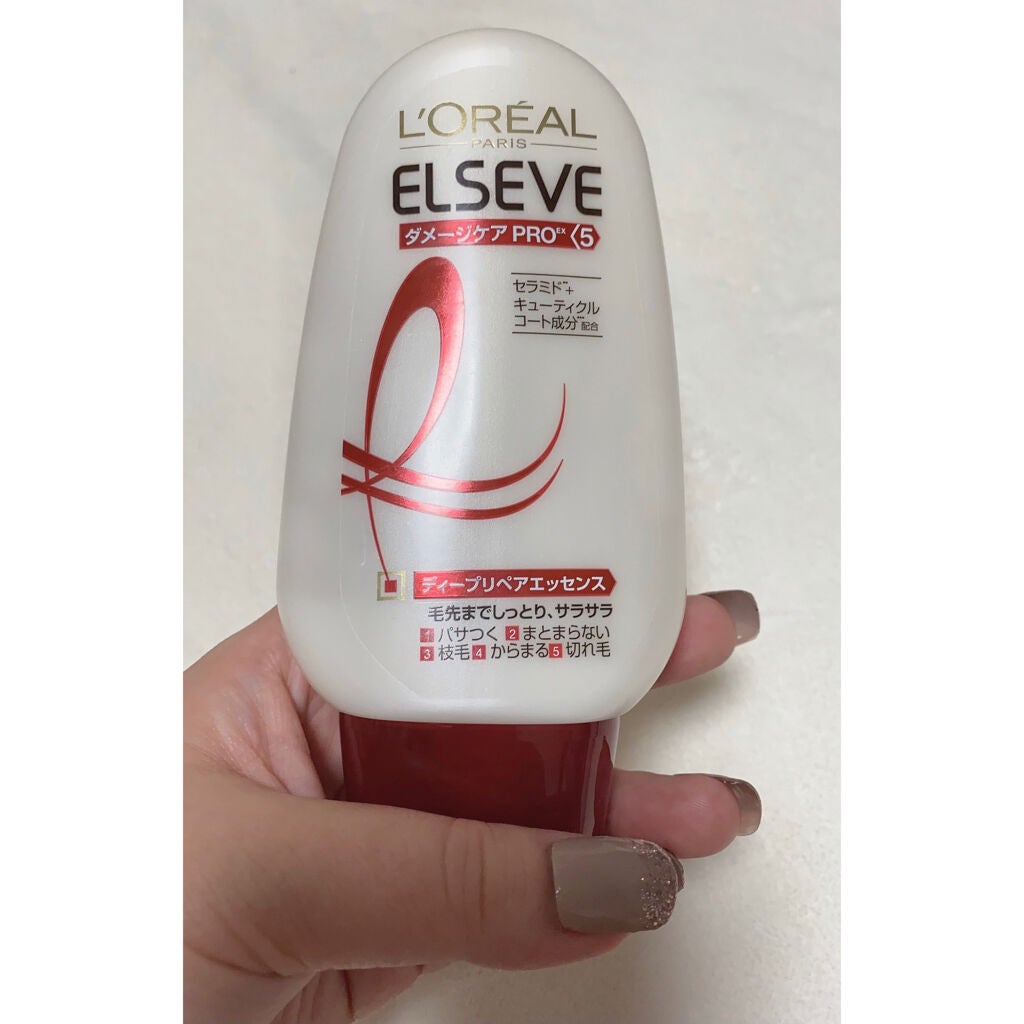 L'ORÉAL
PARIS
ELSEVE
ダメージケア PRO EX 5
セラミド**+
キューティクル
コート成分***配合
ディープリペアエッセンス
毛先までしっとり、サラサラ
1 パサつく 2 まとまらない
3 枝毛 4 からまる 5 切れ毛